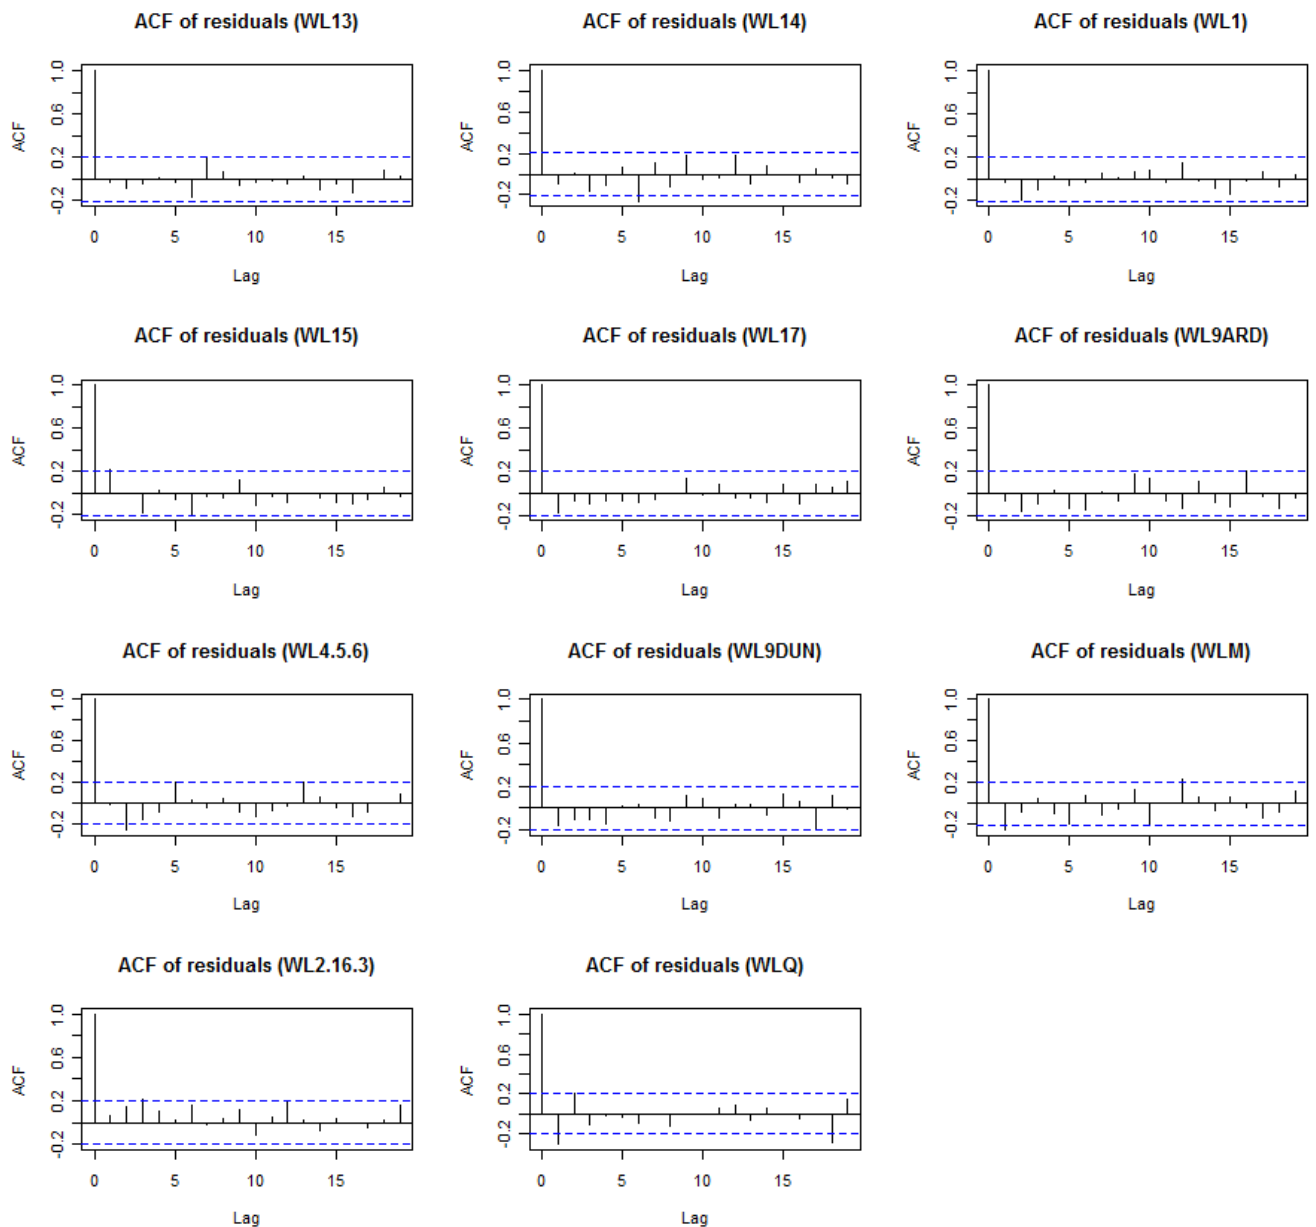 ACF of residuals (WL13)
ACF
1.0
0.6
0.2
-0.2
0 5 10 15
Lag
ACF of residuals (WL14)
ACF
1.0
0.6
0.2
-0.2
0 5 10 15
Lag
ACF of residuals (WL1)
ACF
1.0
0.6
0.2
-0.2
0 5 10 15
Lag
ACF of residuals (WL15)
ACF
1.0
0.6
0.2
-0.2
0 5 10 15
Lag
ACF of residuals (WL17)
ACF
1.0
0.6
0.2
-0.2
0 5 10 15
Lag
ACF of residuals (WL9ARD)
ACF
1.0
0.6
0.2
-0.2
0 5 10 15
Lag
ACF of residuals (WL4.5.6)
ACF
1.0
0.6
0.2
-0.2
0 5 10 15
Lag
ACF of residuals (WL9DUN)
ACF
1.0
0.6
0.2
-0.2
0 5 10 15
Lag
ACF of residuals (WLM)
ACF
1.0
0.6
0.2
-0.2
0 5 10 15
Lag
ACF of residuals (WL2.16.3)
ACF
1.0
0.6
0.2
-0.2
0 5 10 15
Lag
ACF of residuals (WLQ)
ACF
1.0
0.6
0.2
-0.2
0 5 10 15
Lag